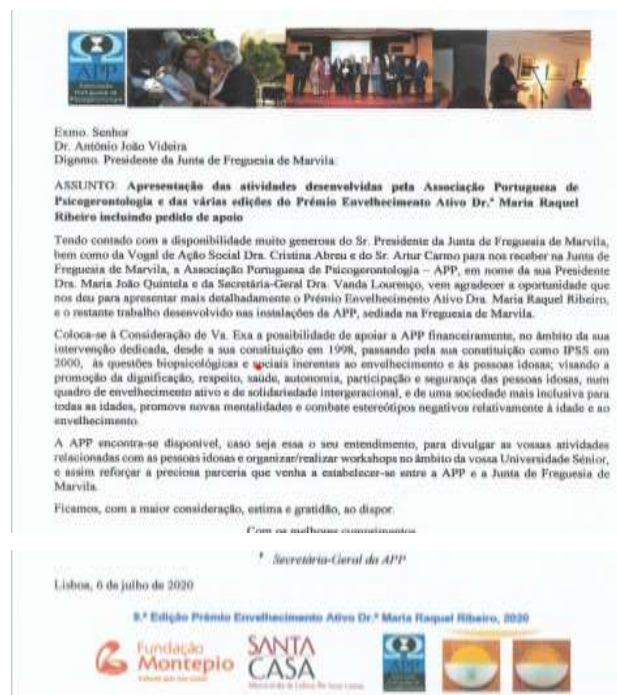 APP
Associação
Portuguesa de
Psicogerontologia
Exmo. Senhor
Dr. António João Videira
Dignmo. Presidente da Junta de Freguesia de Marvila.
ASSUNTO: Apresentação das atividades desenvolvidas pela Associação Portuguesa de
Psicogerontologia e das várias edições do Prémio Envelhecimento Ativo Dr.ª Maria Raquel
Ribeiro incluindo pedido de apoio
Tendo contado com a disponibilidade muito generosa do Sr. Presidente da Junta de Freguesia de Marvila,
bem como da Vogal de Ação Social Dra. Cristina Abreu e do Sr. Artur Carmo para nos receber na Junta de
Freguesia de Marvila, a Associação Portuguesa de Psicogerontologia – APP, em nome da sua Presidente
Dra. Maria João Quintela e da Secretária-Geral Dra. Vanda Lourenço, vem agradecer a oportunidade que
nos deu para apresentar mais detalhadamente o Prémio Envelhecimento Ativo Dra. Maria Raquel Ribeiro,
e o restante trabalho desenvolvido nas instalações da APP, sediada na Freguesia de Marvila.
Coloca-se à Consideração de Va. Exa a possibilidade de apoiar a APP financeiramente, no âmbito da sua
intervenção dedicada, desde a sua constituição em 1998, passando pela sua constituição como IPSS em
2000, às questões biopsicológicas e sociais inerentes ao envelhecimento e às pessoas idosas; visando a
promoção da dignificação, respeito, saúde, autonomia, participação e segurança das pessoas idosas, num
quadro de envelhecimento ativo e de solidariedade intergeracional, e de uma sociedade mais inclusiva para
todas as idades, promove novas mentalidades e combate estereótipos negativos relativamente à idade e ao
envelhecimento.
A APP encontra-se disponível, caso seja essa o seu entendimento, para divulgar as vossas atividades
relacionadas com as pessoas idosas e organizar/realizar workshops no âmbito da vossa Universidade Sénior,
e assim reforçar a preciosa parceria que venha a estabelecer-se entre a APP e a Junta de Freguesia de
Marvila.
Ficamos, com a maior consideração, estima e gratidão, ao dispor.
Com os melhores cumprimentos
Secretária-Geral da APP
Lisboa, 6 de julho de 2020
9.ª Edição Prémio Envelhecimento Ativo Dr.ª Maria Raquel Ribeiro, 2020
Fundação
Montepio
SANTA
CASA
APP